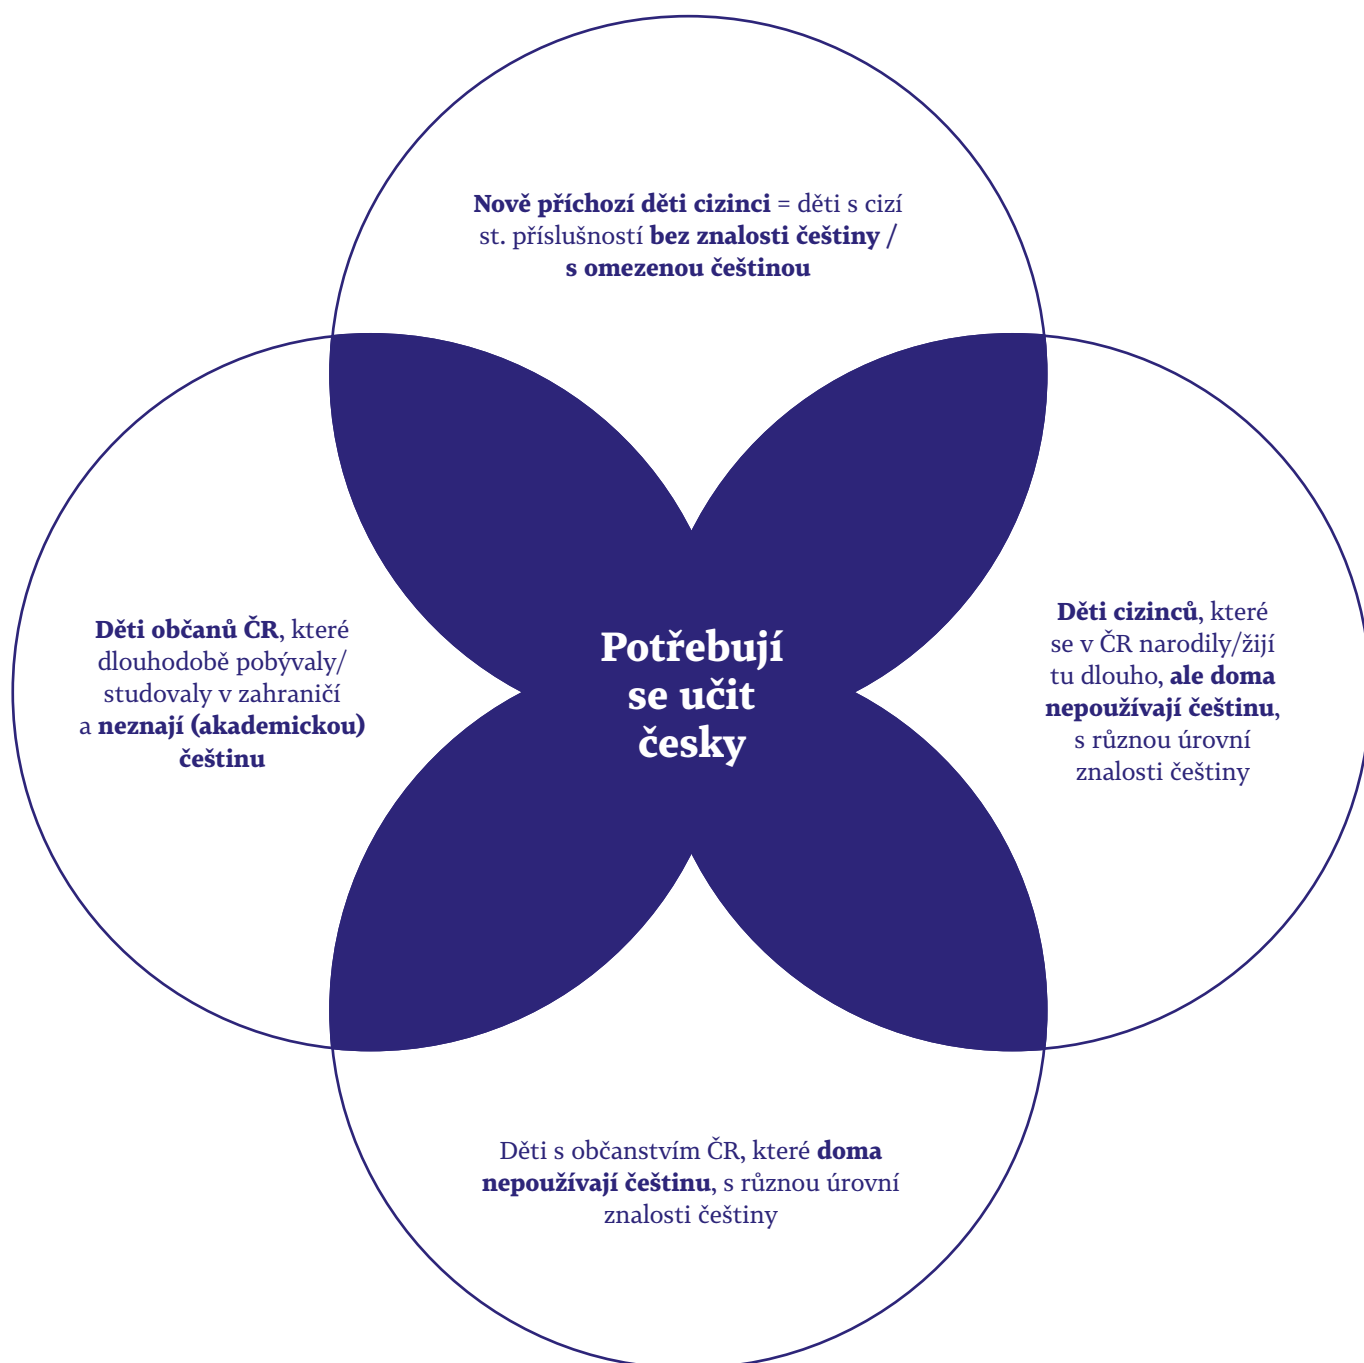 Nově příchozí děti cizinci = děti s cizí
st. příslušností bez znalosti češtiny /
s omezenou češtinou
Děti občanů ČR, které
dlouhodobě pobývaly/
studovaly v zahraničí
a neznají (akademickou)
češtinu
Potřebují
se učit
česky
Děti cizinců, které
se v ČR narodily/žijí
tu dlouho, ale doma
nepoužívají češtinu,
s různou úrovní
znalosti češtiny
Děti s občanstvím ČR, které doma
nepoužívají češtinu, s různou úrovní
znalosti češtiny